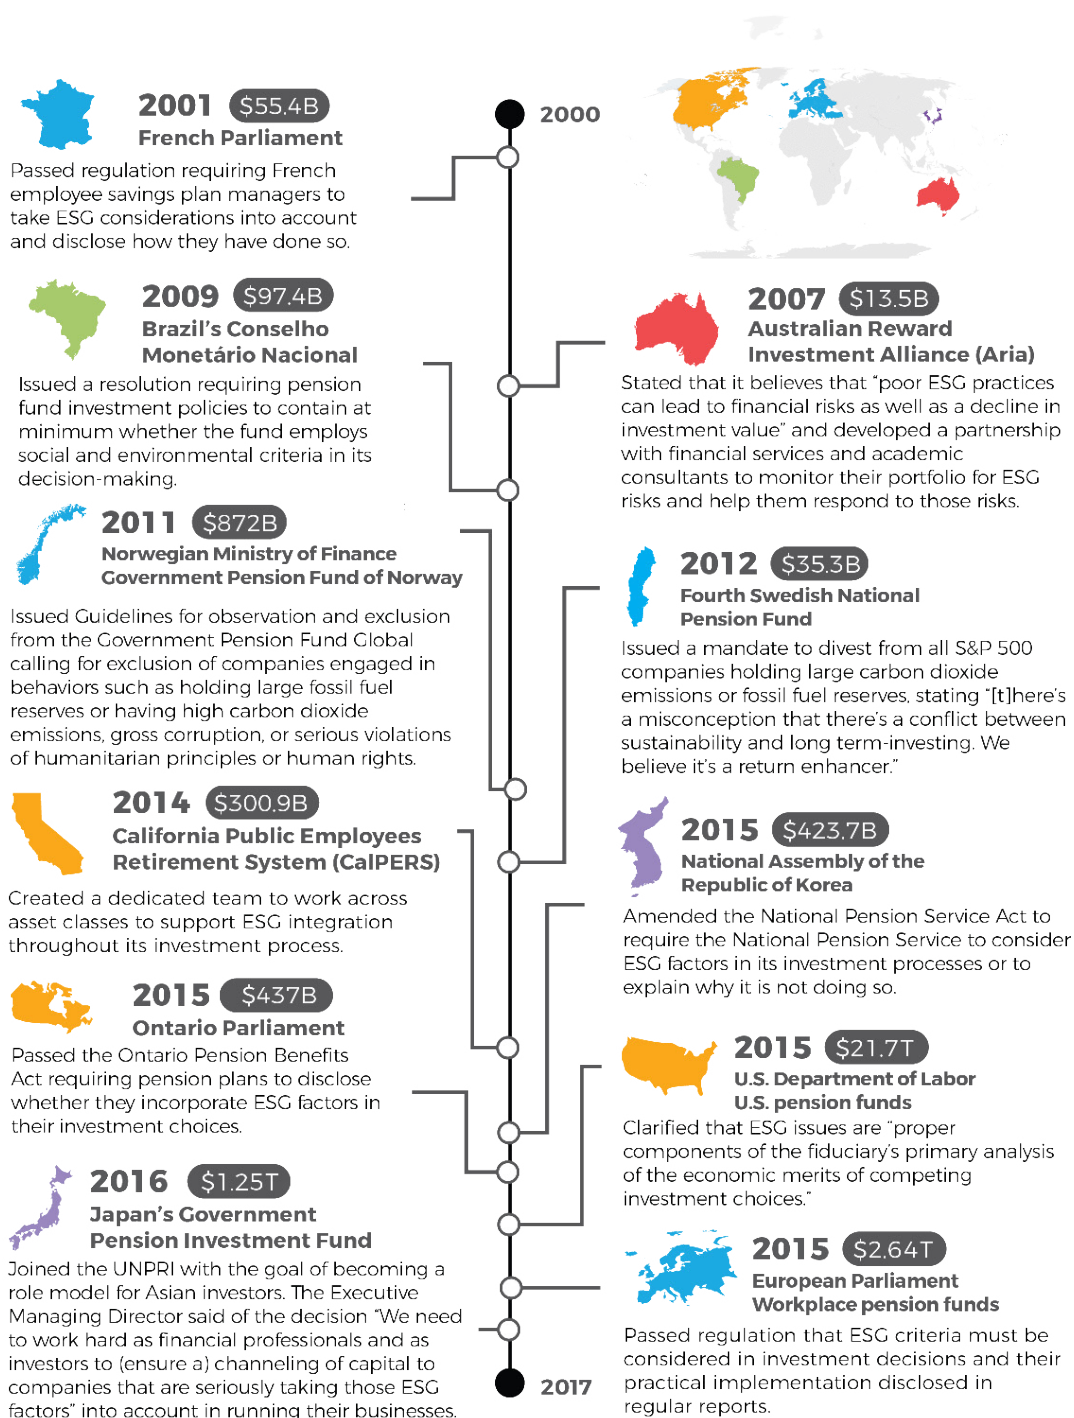 2000
2001 $55.4B
French Parliament
Passed regulation requiring French
employee savings plan managers to
take ESG considerations into account
and disclose how they have done so.
2009 $97.4B
Brazil's Conselho
Monetário Nacional
Issued a resolution requiring pension
fund investment policies to contain at
minimum whether the fund employs
social and environmental criteria in its
decision-making.
2007 $13.5B
Australian Reward
Investment Alliance (Aria)
Stated that it believes that “poor ESG practices
can lead to financial risks as well as a decline in
investment value” and developed a partnership
with financial services and academic
consultants to monitor their portfolio for ESG
risks and help them respond to those risks.
2011 $872B
Norwegian Ministry of Finance
Government Pension Fund of Norway
Issued Guidelines for observation and exclusion
from the Government Pension Fund Global
calling for exclusion of companies engaged in
behaviors such as holding large fossil fuel
reserves or having high carbon dioxide
emissions, gross corruption, or serious violations
of humanitarian principles or human rights.
2012 $35.3B
Fourth Swedish National
Pension Fund
Issued a mandate to divest from all S&P 500
companies holding large carbon dioxide
emissions or fossil fuel reserves, stating “[t]here's
a misconception that there's a conflict between
sustainability and long term-investing. We
believe it's a return enhancer.”
2014 $300.9B
California Public Employees
Retirement System (CalPERS)
Created a dedicated team to work across
asset classes to support ESG integration
throughout its investment process.
2015 $423.7B
National Assembly of the
Republic of Korea
Amended the National Pension Service Act to
require the National Pension Service to consider
ESG factors in its investment processes or to
explain why it is not doing so.
2015 $437B
Ontario Parliament
Passed the Ontario Pension Benefits
Act requiring pension plans to disclose
whether they incorporate ESG factors in
their investment choices.
2015 $21.7T
U.S. Department of Labor
U.S. pension funds
Clarified that ESG issues are “proper
components of the fiduciary's primary analysis
of the economic merits of competing
investment choices.”
2016 $1.25T
Japan's Government
Pension Investment Fund
Joined the UNPRI with the goal of becoming a
role model for Asian investors. The Executive
Managing Director said of the decision “We need
to work hard as financial professionals and as
investors to (ensure a) channeling of capital to
companies that are seriously taking those ESG
factors” into account in running their businesses.
2015 $2.64T
European Parliament
Workplace pension funds
Passed regulation that ESG criteria must be
considered in investment decisions and their
practical implementation disclosed in
regular reports.
2017